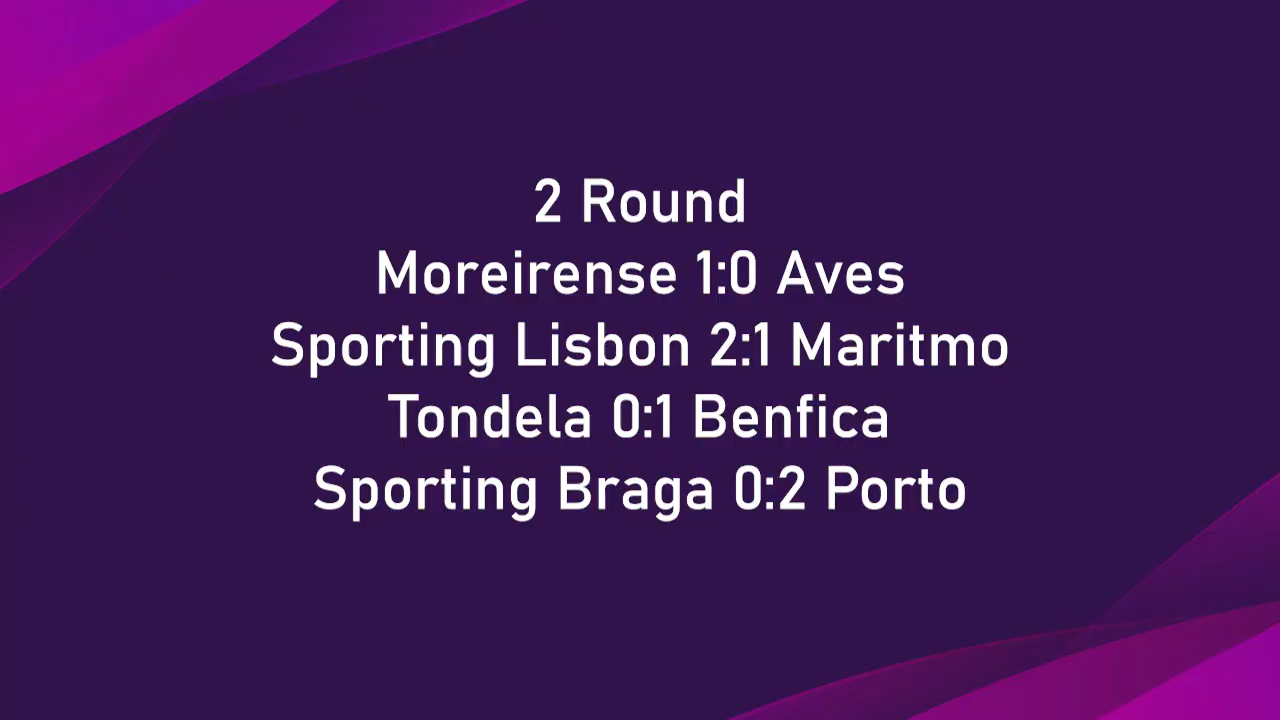 2 Round
Moreirense 1:0 Aves
Sporting Lisbon 2:1 Maritmo
Tondela 0:1 Benfica
Sporting Braga 0:2 Porto